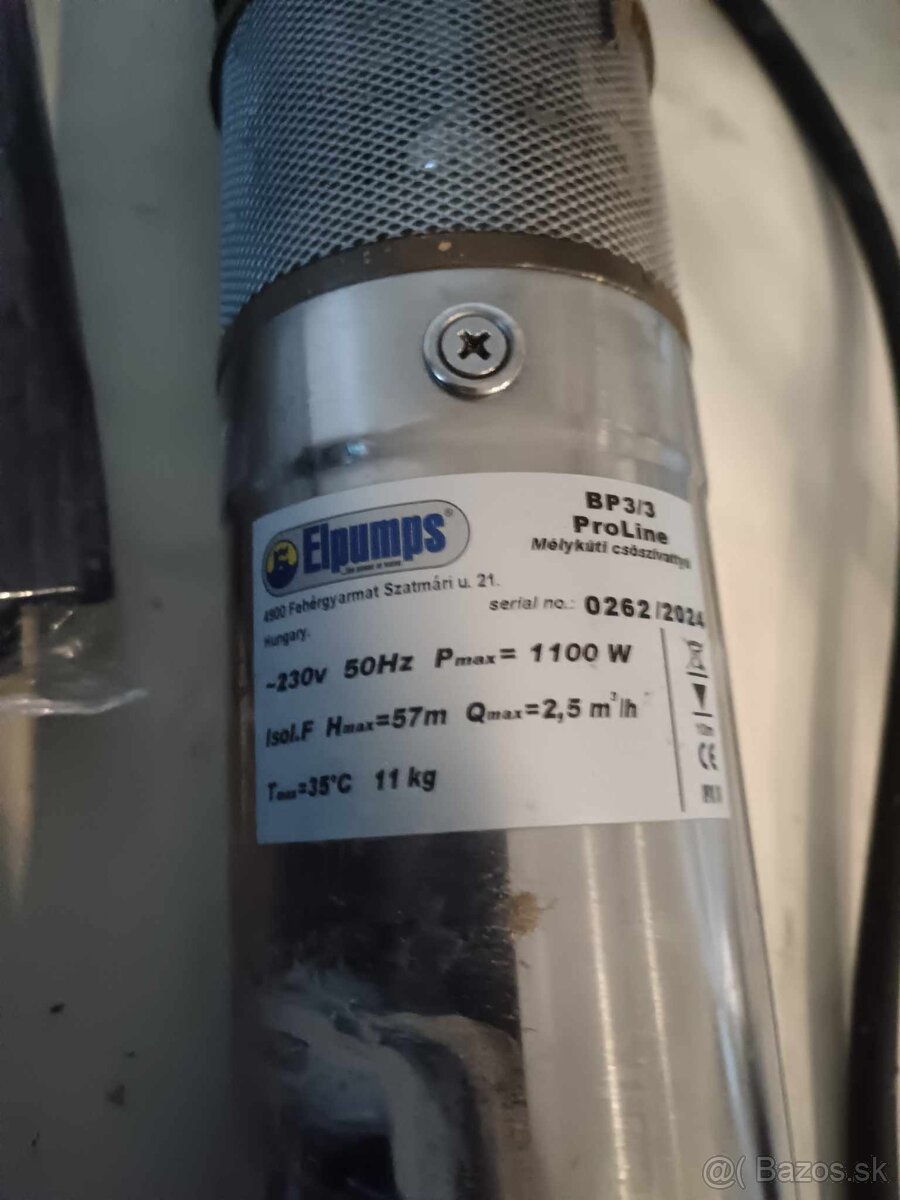 Elpumps®
BP3/3
ProLine
Mélykúti csőszivattyú
4900 Fehérgyarmat Szatmári u. 21.
Hungary.
serial no.: 0262/2024
~230v 50Hz Pmax= 1100 W
Isol.F Hmax=57m Qmax=2,5 m³/h
Tmax=35°C 11 kg
10m
CE
@( Bazos.sk